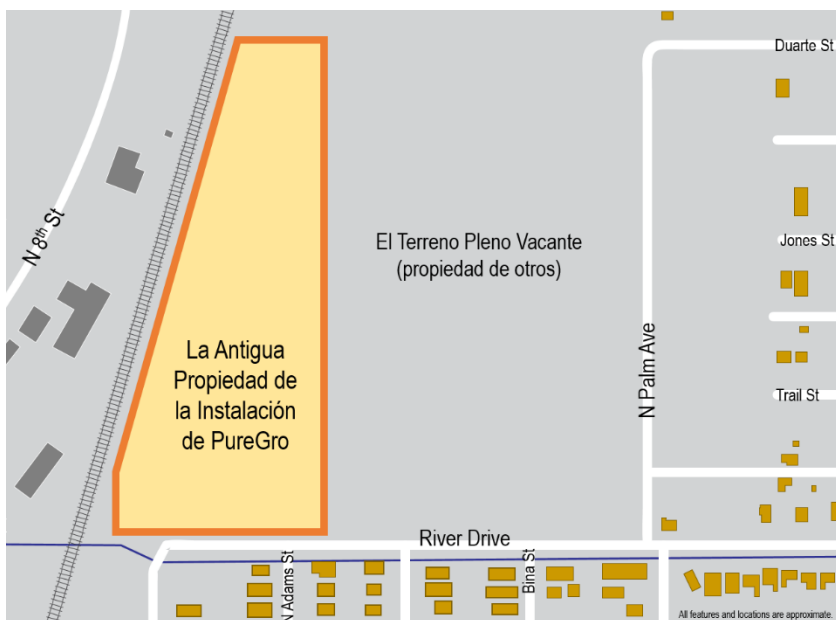 Duarte St
N 8th St
El Terreno Pleno Vacante
(propiedad de otros)
Jones St
La Antigua
Propiedad de
la Instalación
de PureGro
N Palm Ave
Trail St
River Drive
N Adams St
Bina St
All features and locations are approximate.